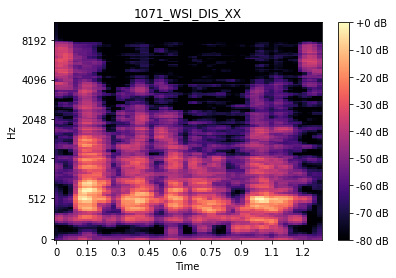 1071_WSI_DIS_XX
+0 dB
8192
-10 dB
4096
-20 dB
-30 dB
2048
Hz
-40 dB
1024
-50 dB
512
-60 dB
-70 dB
0
-80 dB
0 0.15 0.3 0.45 0.6 0.75 0.9 1.1 1.2
Time